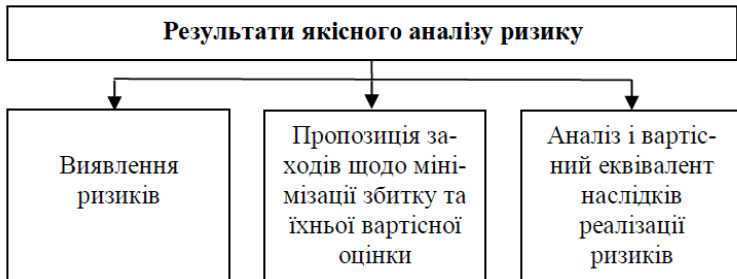 Результати якісного аналізу ризику
Виявлення
ризиків
Пропозиція за-
ходів щодо міні-
мізації збитку та
їхньої вартісної
оцінки
Аналіз і вартіс-
ний еквівалент
наслідків
реалізації
ризиків